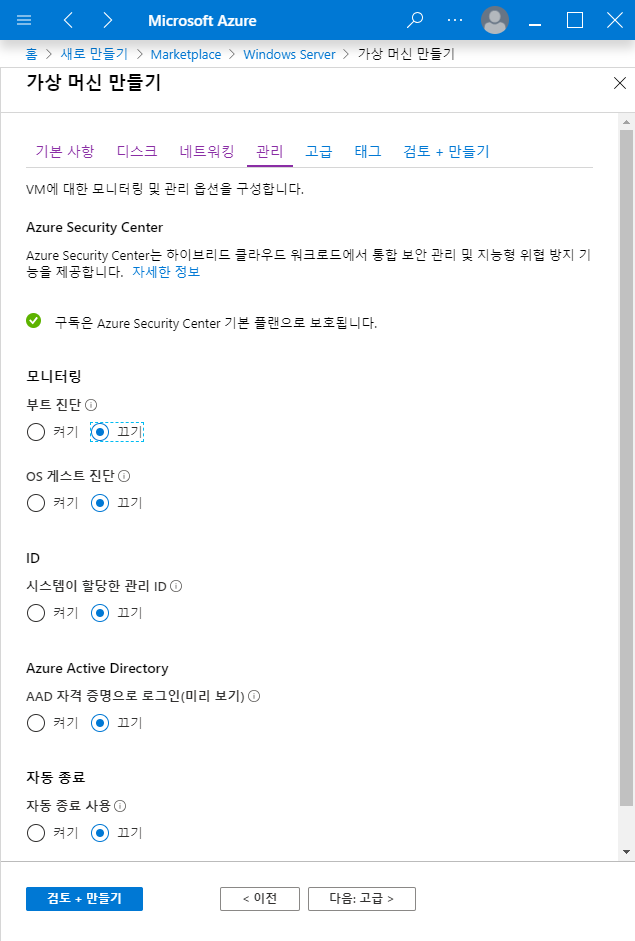 Microsoft Azure
홈 > 새로 만들기 > Marketplace > Windows Server > 가상 머신 만들기
가상 머신 만들기
기본 사항 디스크 네트워킹 관리 고급 태그 검토 + 만들기
VM에 대한 모니터링 및 관리 옵션을 구성합니다.
Azure Security Center
Azure Security Center는 하이브리드 클라우드 워크로드에서 통합 보안 관리 및 지능형 위협 방지 기
능을 제공합니다. 자세한 정보
구독은 Azure Security Center 기본 플랜으로 보호됩니다.
모니터링
부트 진단
켜기 끄기
OS 게스트 진단
켜기 끄기
ID
시스템이 할당한 관리 ID
켜기 끄기
Azure Active Directory
AAD 자격 증명으로 로그인(미리 보기)
켜기 끄기
자동 종료
자동 종료 사용
켜기 끄기
검토 + 만들기 < 이전 다음: 고급 >